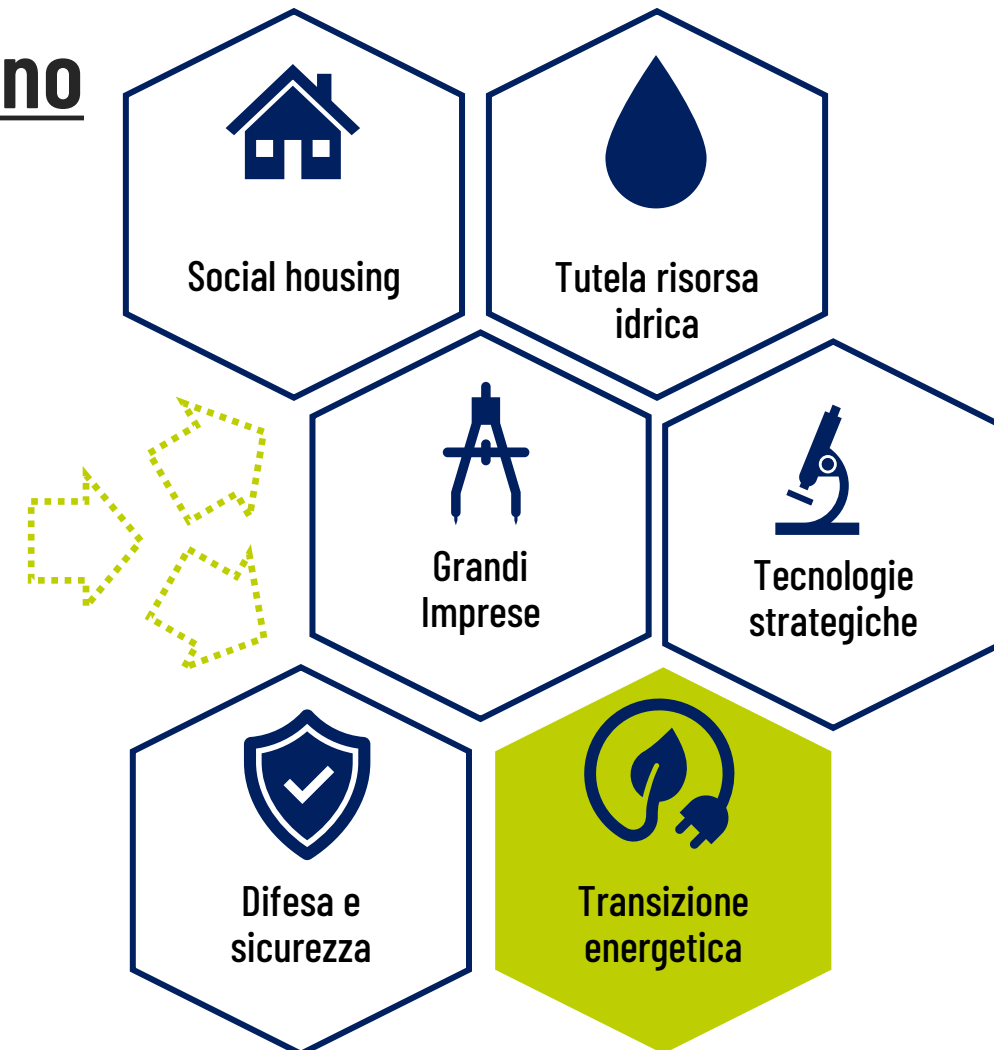 no
Social housing
Tutela risorsa
idrica
Grandi
Imprese
Tecnologie
strategiche
Difesa e
sicurezza
Transizione
energetica